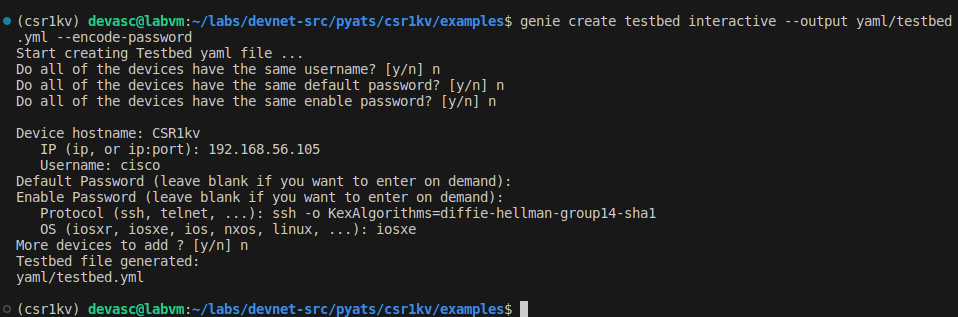 (csr1kv) devasc@labvm:~/labs/devnet-src/pyats/csr1kv/examples$ genie create testbed interactive --output yaml/testbed
.yml --encode-password
Start creating Testbed yaml file ...
Do all of the devices have the same username? [y/n] n
Do all of the devices have the same default password? [y/n] n
Do all of the devices have the same enable password? [y/n] n
Device hostname: CSR1kv
IP (ip, or ip:port): 192.168.56.105
Username: cisco
Default Password (leave blank if you want to enter on demand):
Enable Password (leave blank if you want to enter on demand):
Protocol (ssh, telnet, ...): ssh -o KexAlgorithms=diffie-hellman-group14-sha1
OS (iosxr, iosxe, ios, nxos, linux, ...): iosxe
More devices to add ? [y/n] n
Testbed file generated:
yaml/testbed.yml
(csr1kv) devasc@labvm:~/labs/devnet-src/pyats/csr1kv/examples$